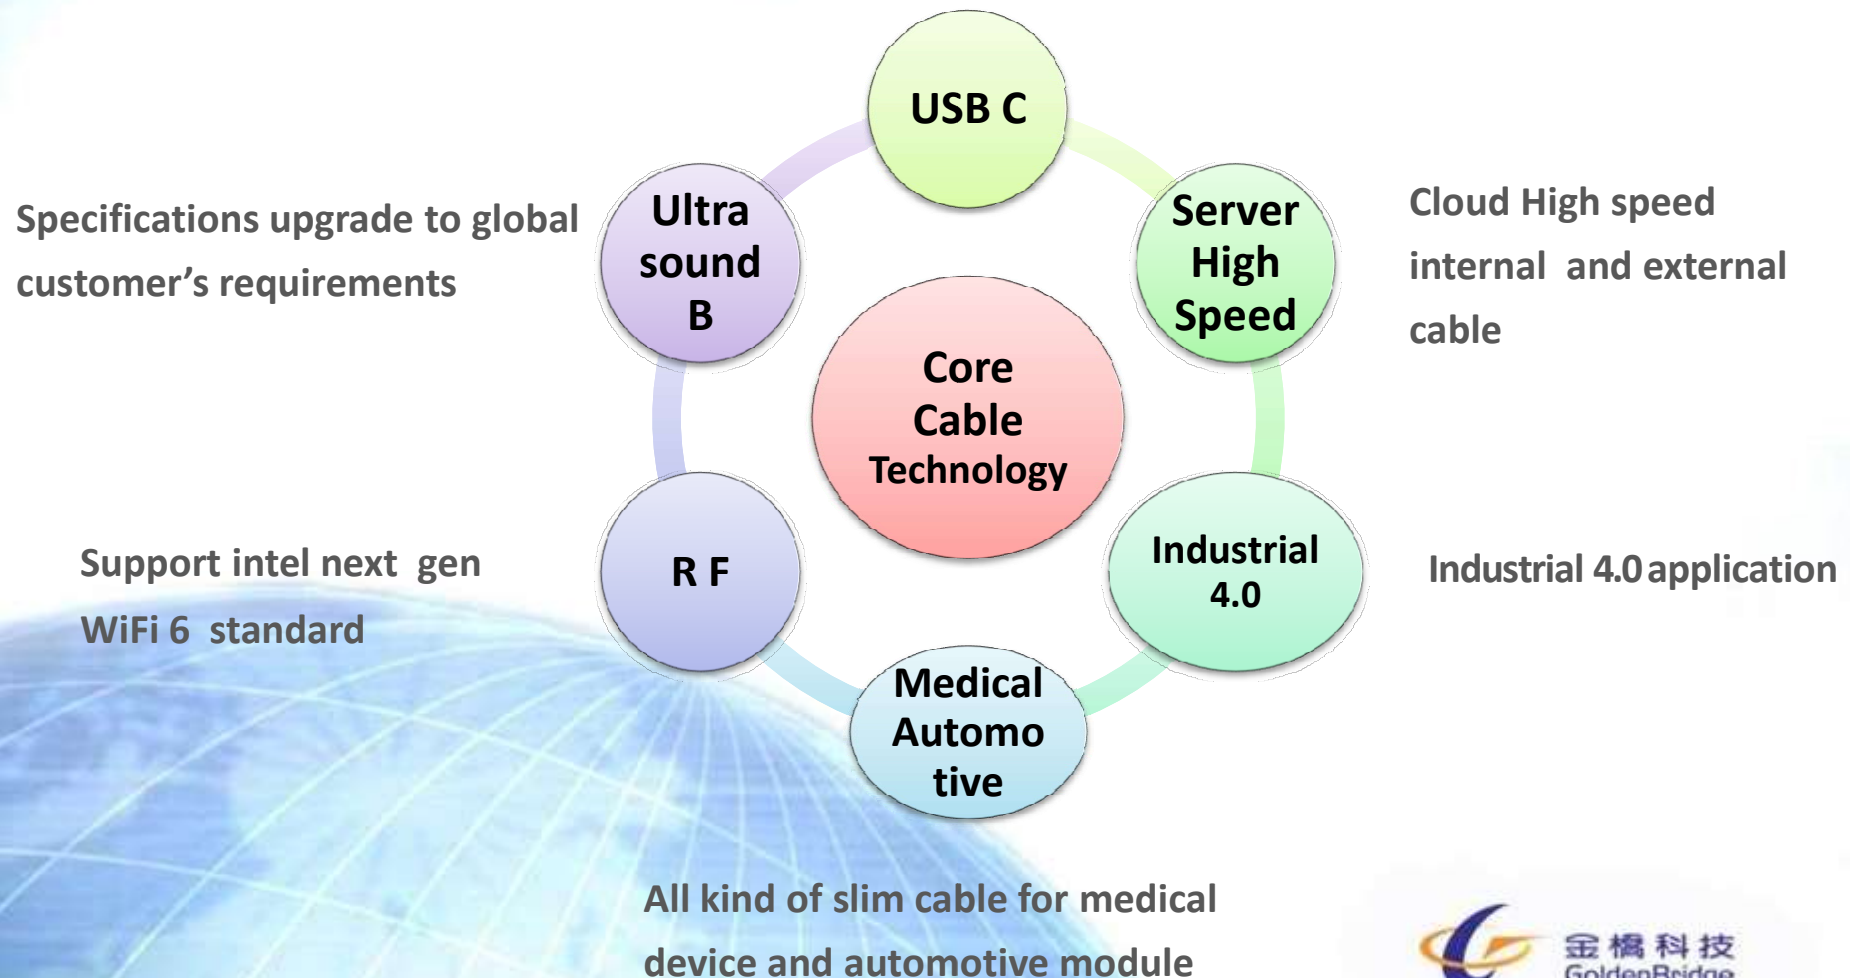 USB C
Ultra
sound
B
Server
High
Speed
Specifications upgrade to global
customer’s requirements
Cloud High speed
internal and external
cable
Core
Cable
Technology
R F
Industrial
4.0
Support intel next gen
WiFi 6 standard
Industrial 4.0 application
Medical
Automo
tive
All kind of slim cable for medical
device and automotive module
金橋科技
GoldenBridge